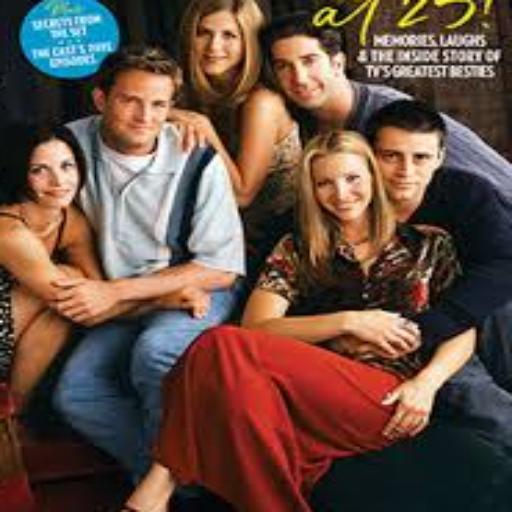 Plus
SECRETS FROM
THE SET
THE CAST'S FAVE
EPISODES
at 25!
MEMORIES, LAUGHS
& THE INSIDE STORY OF
TV'S GREATEST BESTIES